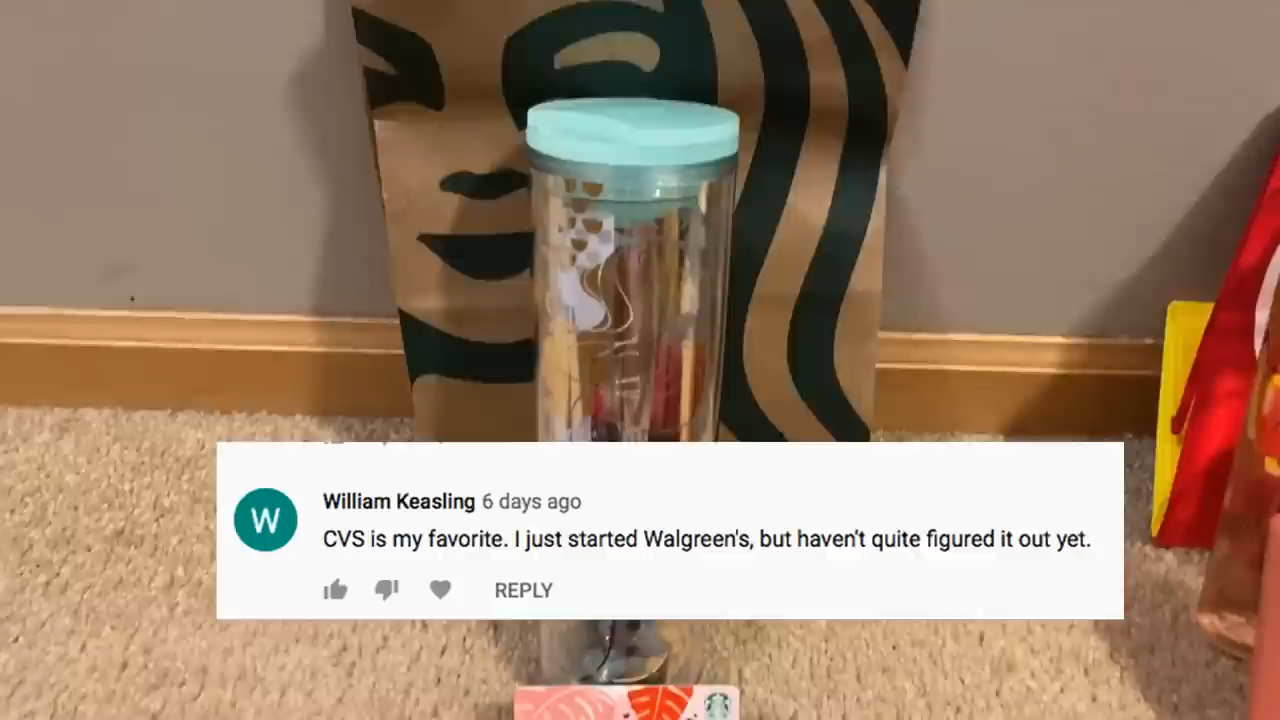 William Keasling 6 days ago
W
CVS is my favorite. I just started Walgreen's, but haven't quite figured it out yet.
REPLY